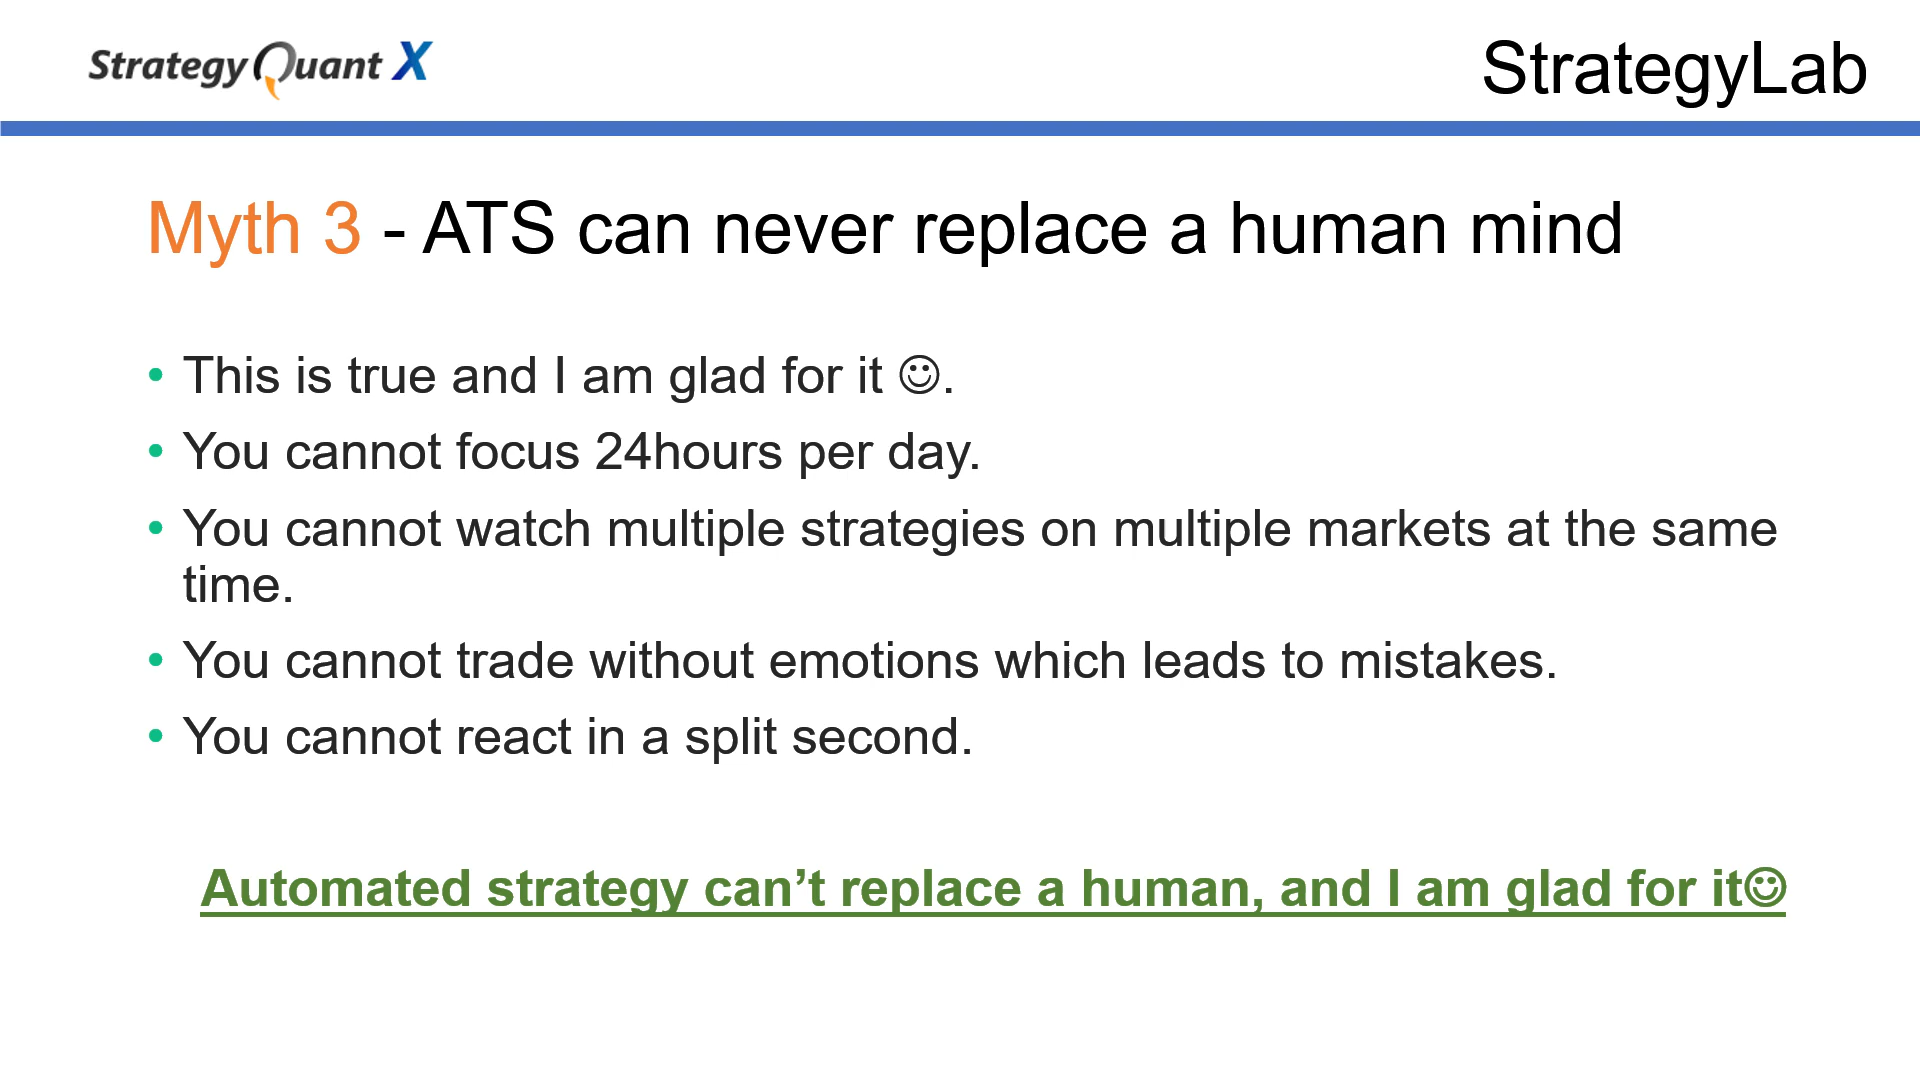 StrategyQuant X
StrategyLab
Myth 3 - ATS can never replace a human mind
• This is true and I am glad for it ☺.
• You cannot focus 24hours per day.
• You cannot watch multiple strategies on multiple markets at the same
time.
• You cannot trade without emotions which leads to mistakes.
• You cannot react in a split second.
Automated strategy can’t replace a human, and I am glad for it☺